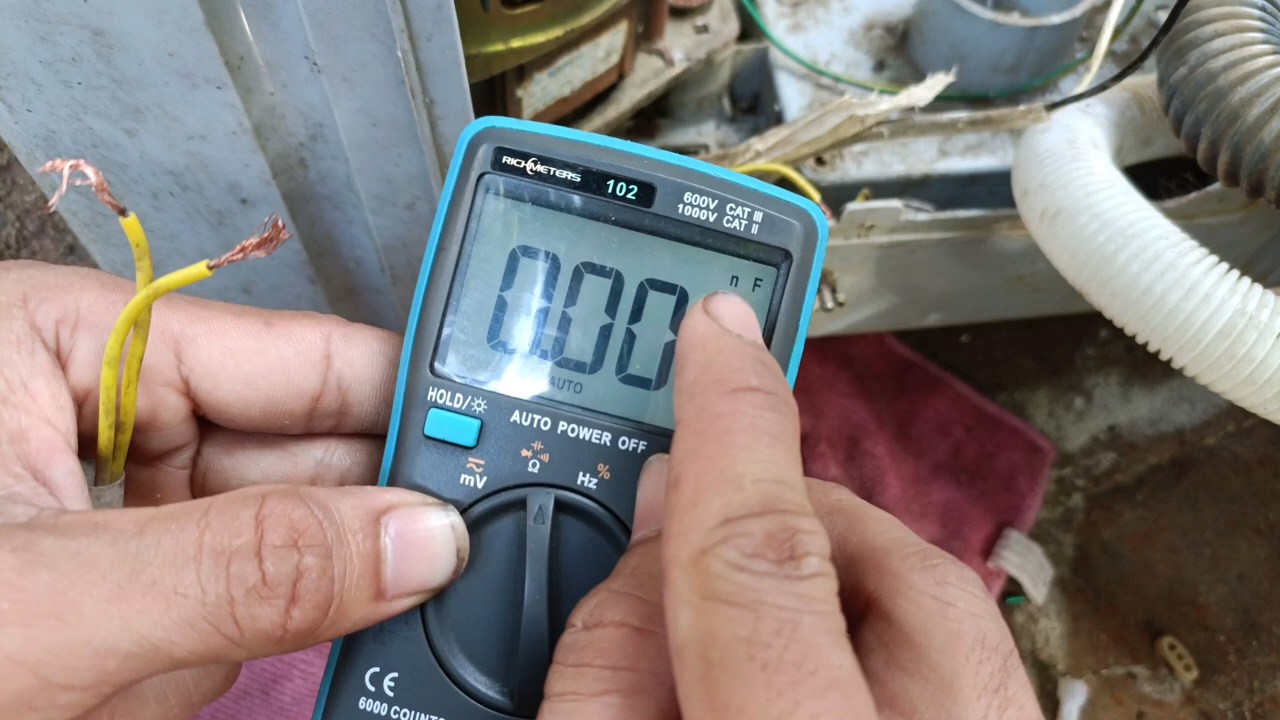 RICHMETERS 102
600V CAT III
1000V CAT II
0.00 nF
AUTO
HOLD/
AUTO POWER OFF
mV
Ω
Hz %
CE
6000 COUNTS